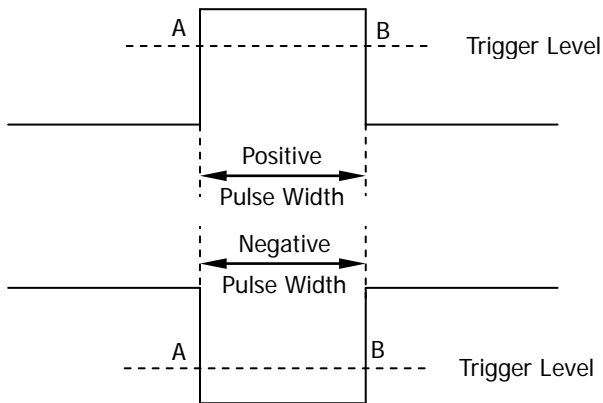 A
B
Trigger Level
Positive
Pulse Width
Negative
Pulse Width
A
B
Trigger Level